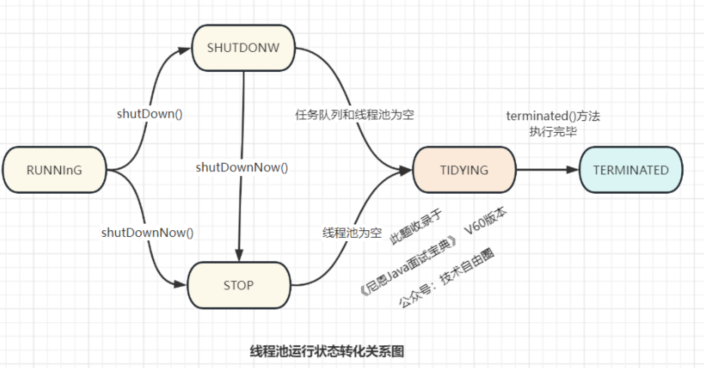 SHUTDONW
shutDown()
任务队列和线程池为空
terminated()方法
执行完毕
RUNNInG
shutDownNow()
TIDYING
TERMINATED
shutDownNow()
线程池为空
此题收录于
《尼恩Java面试宝典》 V60版本
公众号：技术自由圈
STOP
线程池运行状态转化关系图